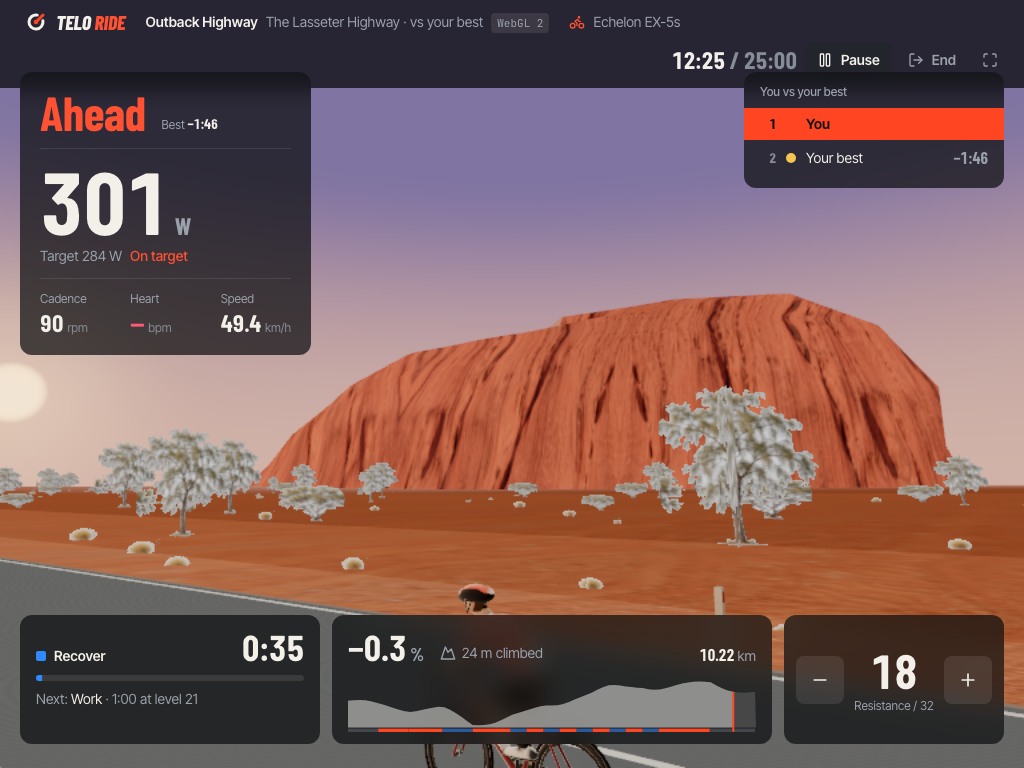 TELO RIDE Outback Highway The Lasseter Highway · vs your best WebGL 2 Echelon EX-5s
12:25 / 25:00 Pause End
Ahead Best −1:46
301 W
Target 284 W On target
Cadence Heart Speed
90 rpm – bpm 49.4 km/h
You vs your best
1 You
2 Your best −1:46
Recover 0:35
Next: Work · 1:00 at level 21
−0.3 % 24 m climbed 10.22 km
− 18 +
Resistance / 32